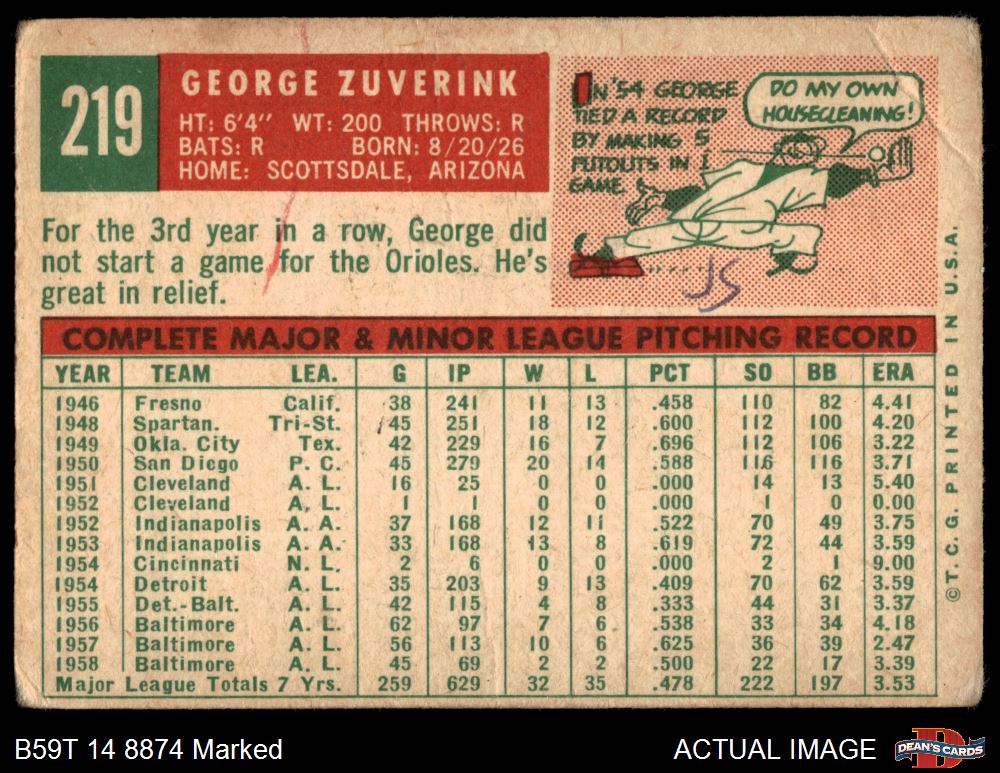 219
GEORGE ZUVERINK
HT: 6'4" WT: 200 THROWS: R
BATS: R BORN: 8/20/26
HOME: SCOTTSDALE, ARIZONA
IN '54 GEORGE
TIED A RECORD
BY MAKING 5
PUTOUTS IN 1
GAME
DO MY OWN
HOUSECLEANING!
JS
For the 3rd year in a row, George did
not start a game for the Orioles. He's
great in relief.
COMPLETE MAJOR & MINOR LEAGUE PITCHING RECORD
YEAR TEAM LEA. G IP W L PCT SO BB ERA
1946 Fresno Calif. 38 241 11 13 .458 110 82 4.41
1948 Spartan. Tri-St. 45 251 18 12 .600 112 100 4.20
1949 Okla. City Tex. 42 229 16 7 .696 112 106 3.22
1950 San Diego P. C. 45 279 20 14 .588 116 116 3.71
1951 Cleveland A. L. 16 25 0 0 .000 14 13 5.40
1952 Cleveland A. L. 1 1 0 0 .000 1 0 0.00
1952 Indianapolis A. A. 37 168 12 11 .522 70 49 3.75
1953 Indianapolis A. A. 33 168 13 8 .619 72 44 3.59
1954 Cincinnati N. L. 2 6 0 0 .000 2 1 9.00
1954 Detroit A. L. 35 203 9 13 .409 70 62 3.59
1955 Det.-Balt. A. L. 42 115 4 8 .333 44 31 3.37
1956 Baltimore A. L. 62 97 7 6 .538 33 34 4.18
1957 Baltimore A. L. 56 113 10 6 .625 36 39 2.47
1958 Baltimore A. L. 45 69 2 2 .500 22 17 3.39
Major League Totals 7 Yrs. 259 629 32 35 .478 222 197 3.53
©T. C. G. PRINTED IN U.S.A.
B59T 14 8874 Marked
ACTUAL IMAGE
DEAN'S CARDS